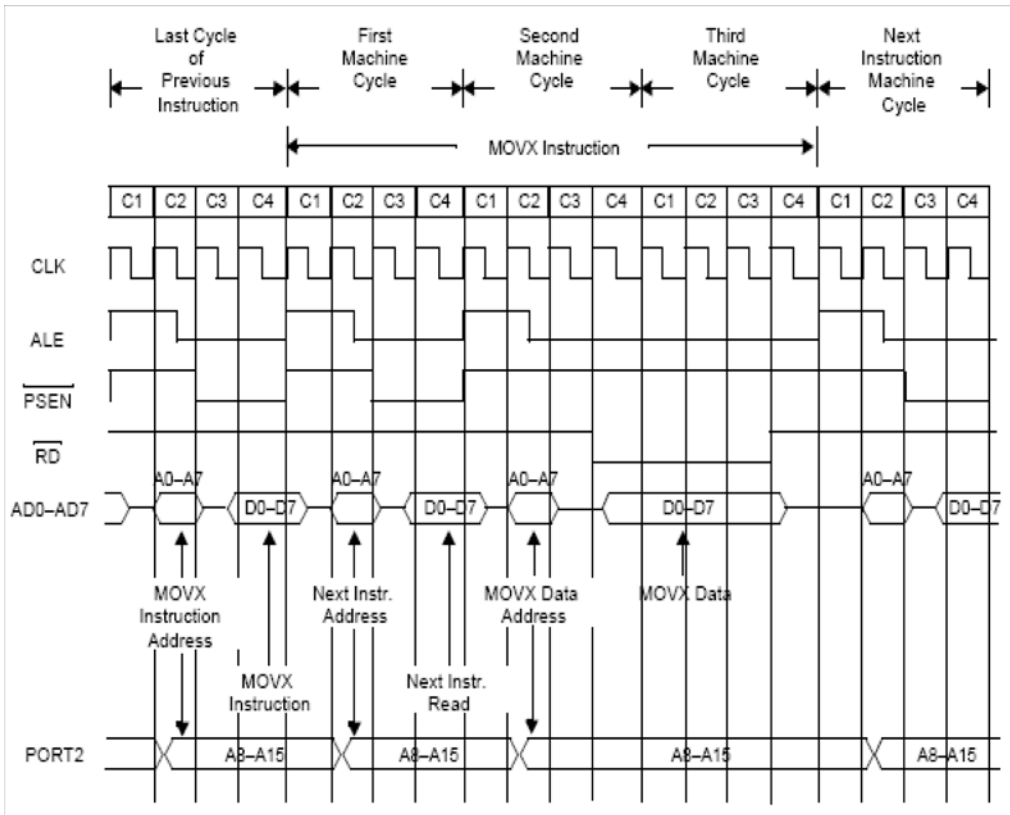 Last Cycle
of
Previous
Instruction
First
Machine
Cycle
Second
Machine
Cycle
Third
Machine
Cycle
Next
Instruction
Machine
Cycle
MOVX Instruction
C1 C2 C3 C4 C1 C2 C3 C4 C1 C2 C3 C4 C1 C2 C3 C4 C1 C2 C3 C4
CLK
ALE
PSEN
RD
A0–A7 A0–A7 A0–A7 A0–A7
AD0–AD7 D0–D7 D0–D7 D0–D7 D0–D7
MOVX
Instruction
Address
Next Instr.
Address
MOVX Data
Address
MOVX Data
MOVX
Instruction
Next Instr.
Read
PORT2 A8–A15 A8–A15 A8–A15 A8–A15